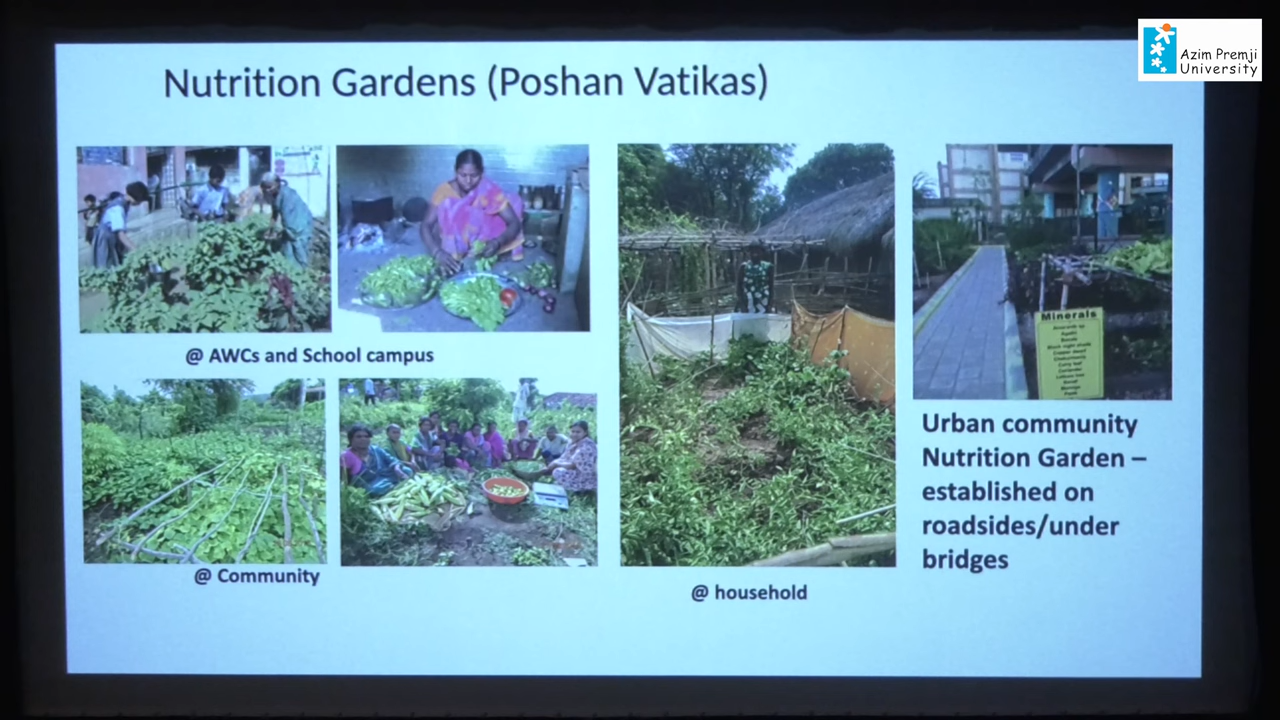 Azim Premji
University
Nutrition Gardens (Poshan Vatikas)
@ AWCs and School campus
@ Community
@ household
Minerals
Urban community
Nutrition Garden –
established on
roadsides/under
bridges